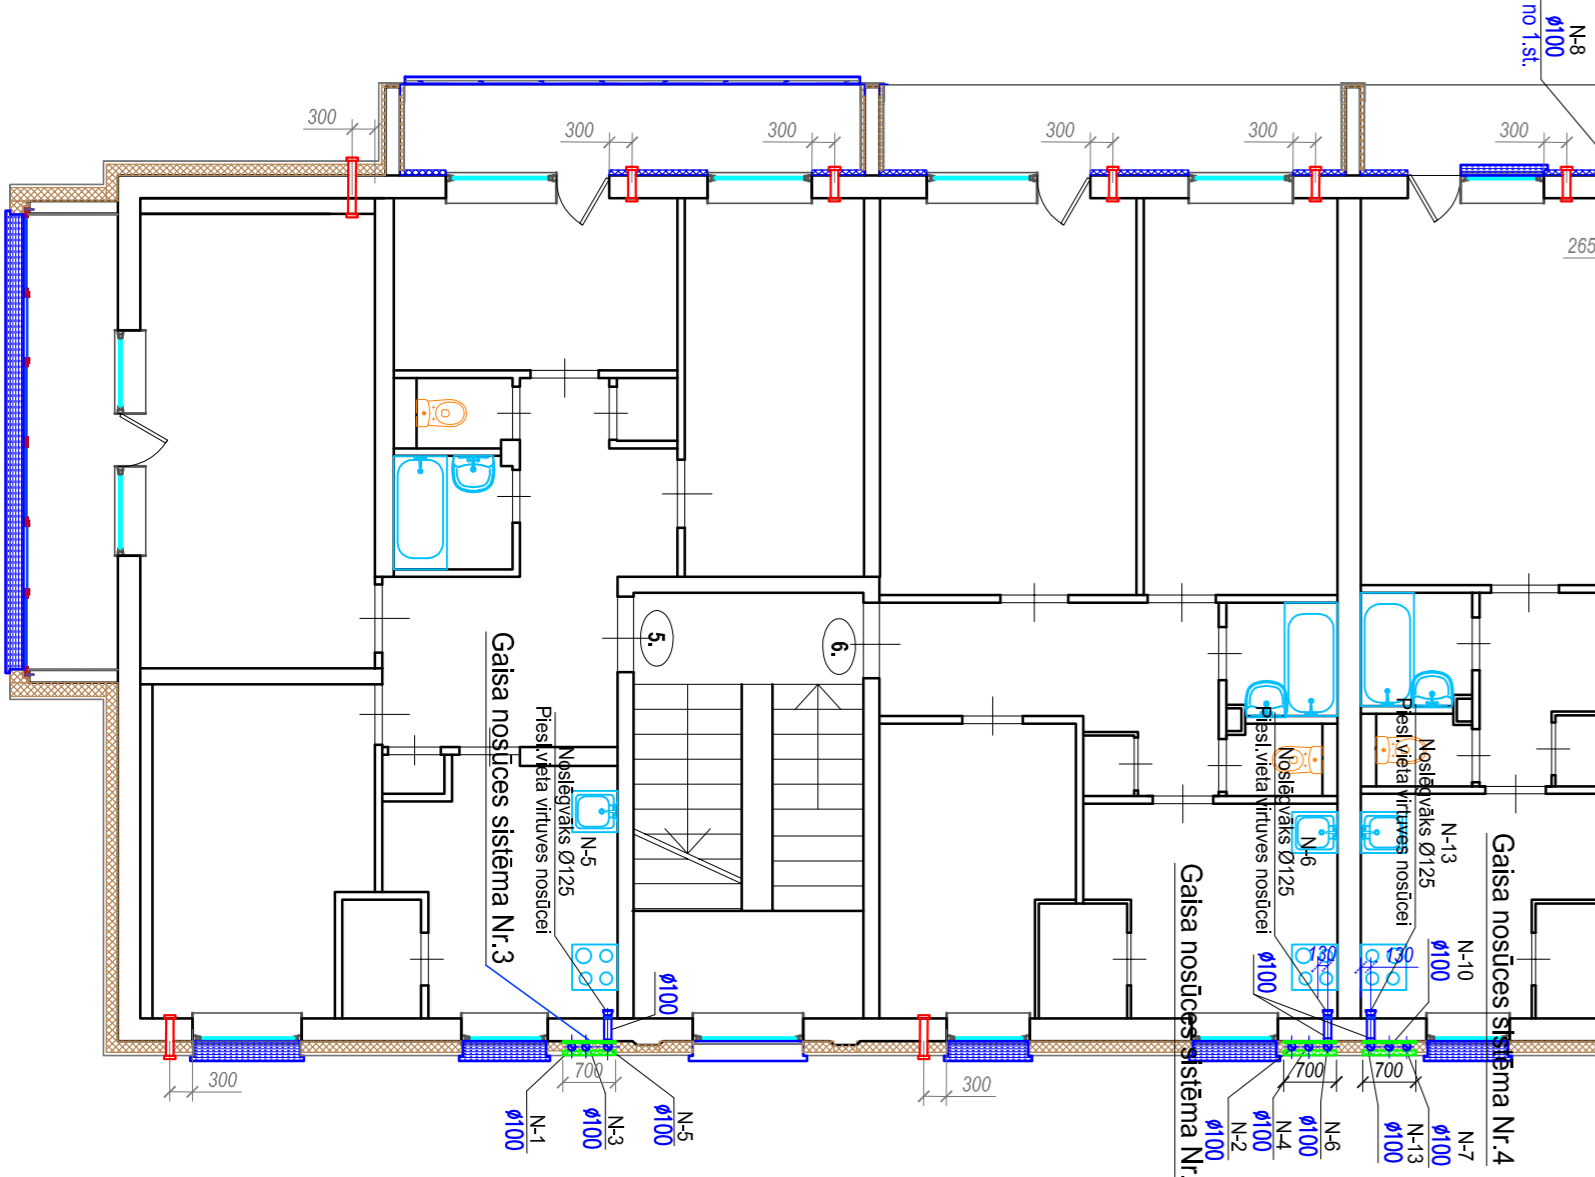 N-8
ø100
no 1.st.
300
300
300
300
300
300
265
5.
6.
Gaisa nosūces sistēma Nr.3
Piesl.vieta virtuves nosūcei
Noslēgvāks Ø125
N-5
ø100
Piesl.vieta virtuves nosūcei
Noslēgvāks Ø125
N-6
ø100
130
Piesl.vieta virtuves nosūcei
Noslēgvāks Ø125
N-13
130
N-10
ø100
Gaisa nosūces sistēma Nr.4
Gaisa nosūces sistēma Nr.
300
700
300
700
700
N-1
ø100
N-3
ø100
N-5
ø100
N-2
ø100
N-4
ø100
N-6
ø100
N-13
ø100
N-7
ø100